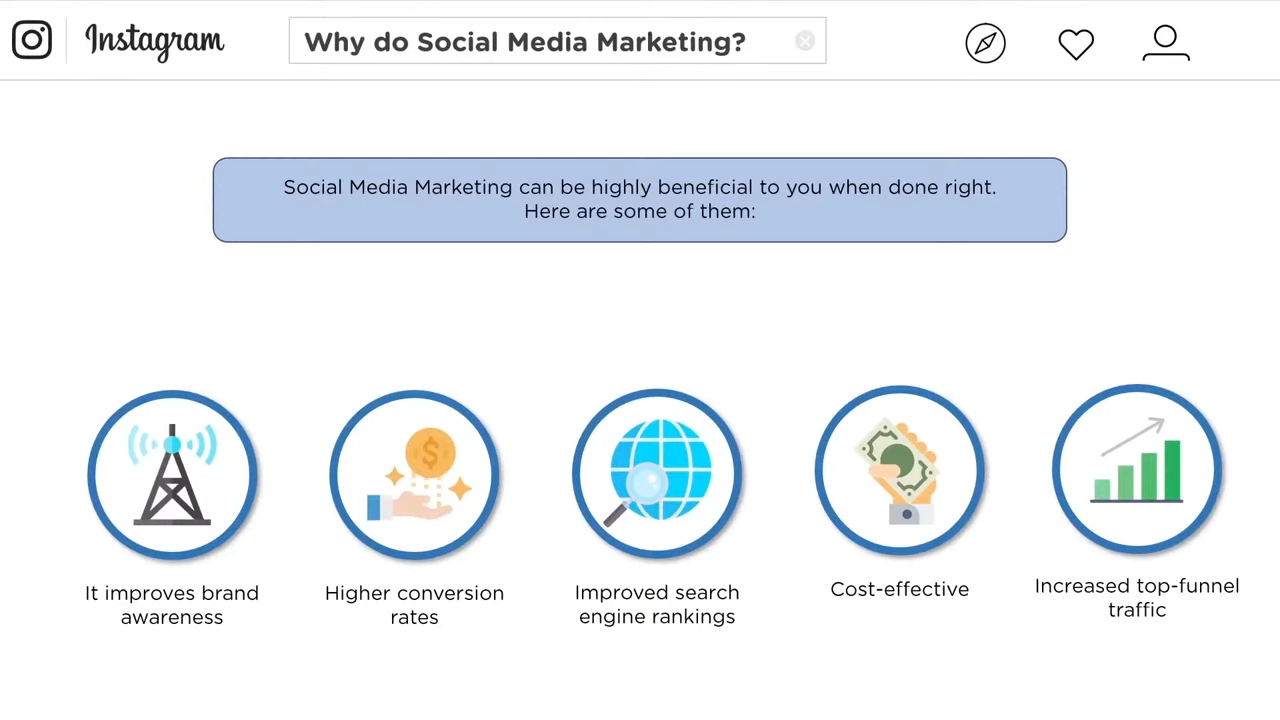 Instagram
Why do Social Media Marketing?
Social Media Marketing can be highly beneficial to you when done right.
Here are some of them:
$
It improves brand
awareness
Higher conversion
rates
Improved search
engine rankings
Cost-effective
Increased top-funnel
traffic